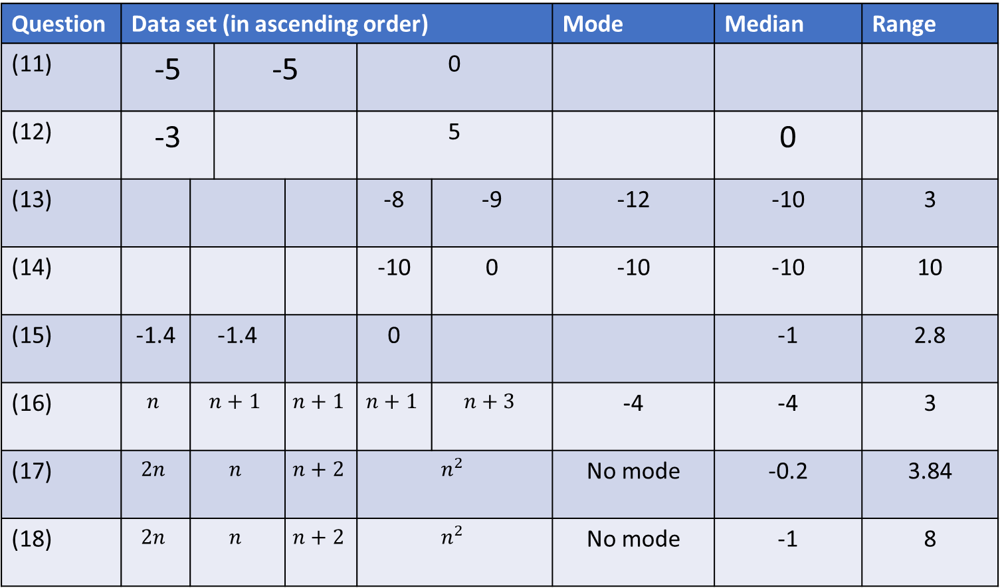 Question Data set (in ascending order) Mode Median Range
(11) -5 -5 0
(12) -3 5 0
(13) -8 -9 -12 -10 3
(14) -10 0 -10 -10 10
(15) -1.4 -1.4 0 -1 2.8
(16) n n + 1 n + 1 n + 1 n + 3 -4 -4 3
(17) 2n n n + 2 n² No mode -0.2 3.84
(18) 2n n n + 2 n² No mode -1 8